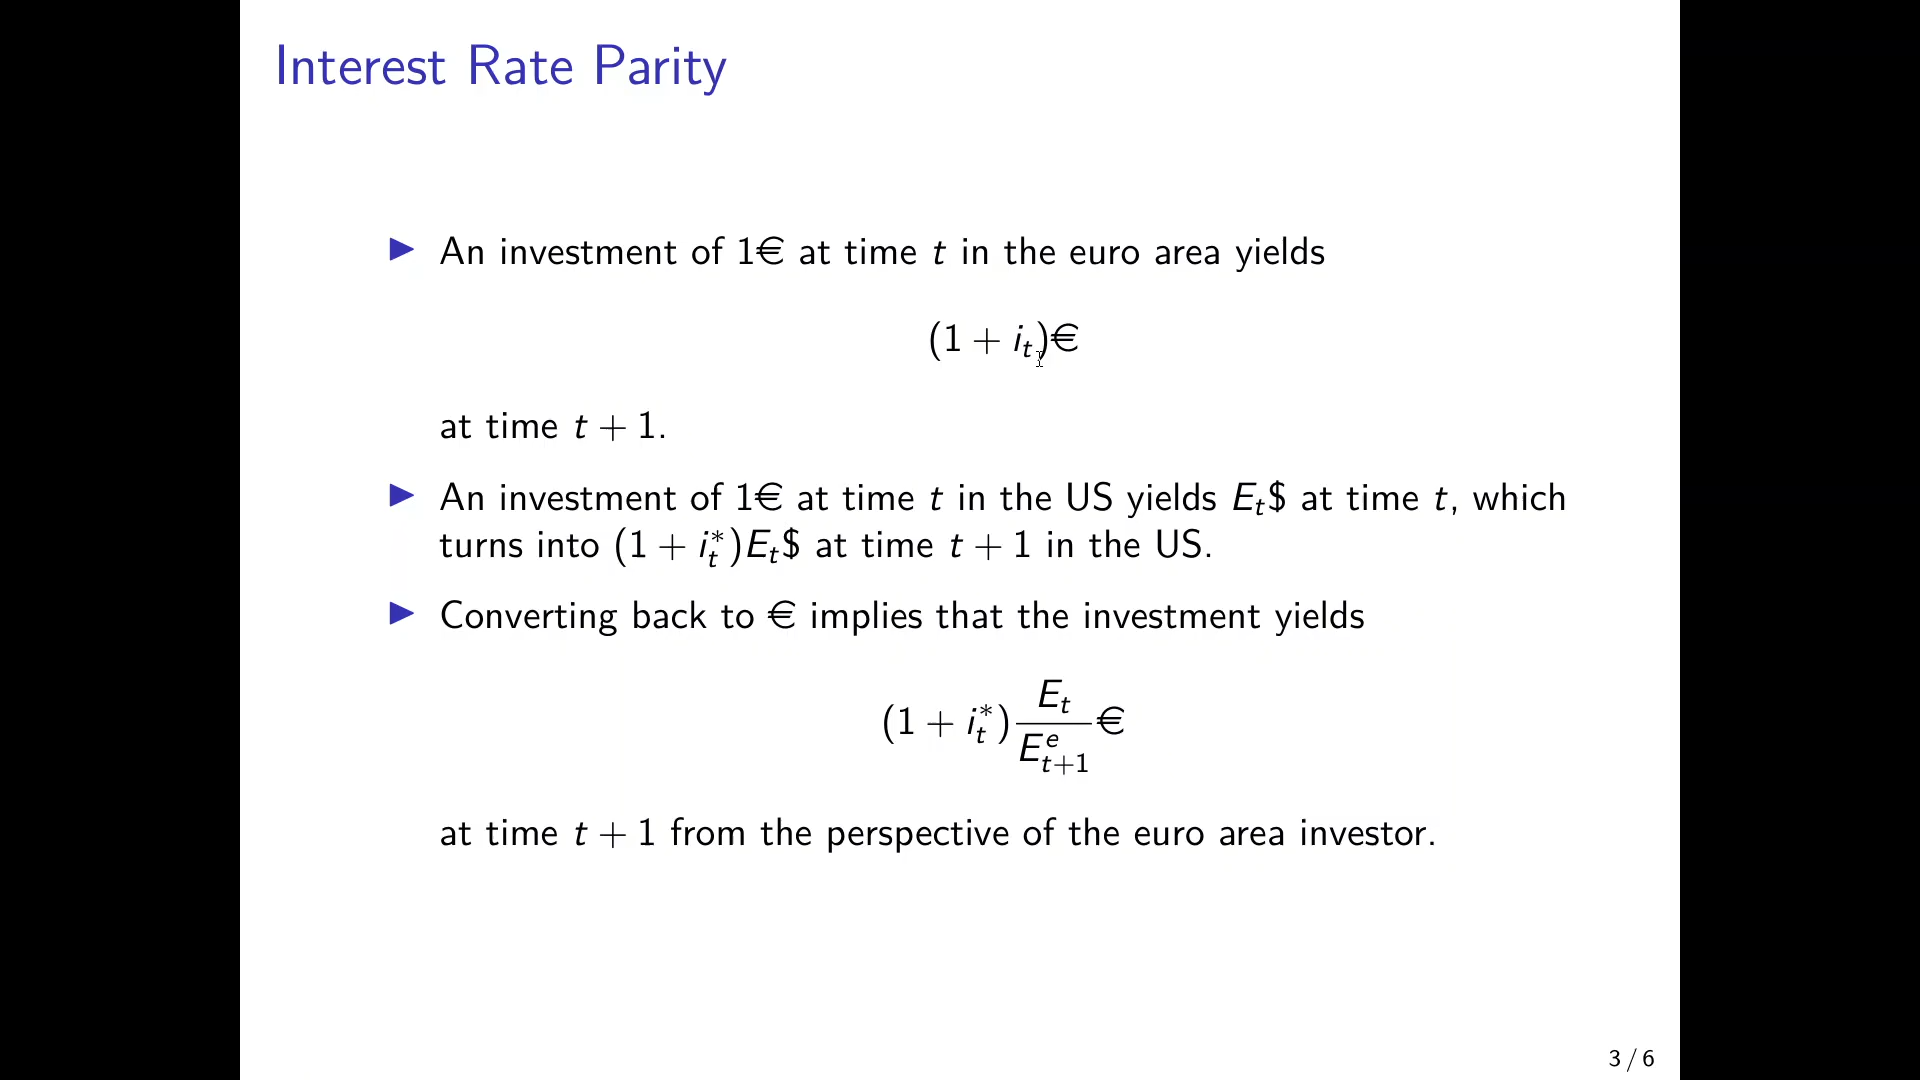 Interest Rate Parity
▶ An investment of 1€ at time t in the euro area yields
(1 + i_t)€
at time t + 1.
▶ An investment of 1€ at time t in the US yields E_t$ at time t, which
turns into (1 + i_t^*)E_t$ at time t + 1 in the US.
▶ Converting back to € implies that the investment yields
(1 + i_t^*) \frac{E_t}{E_{t+1}^e} €
at time t + 1 from the perspective of the euro area investor.
3 / 6